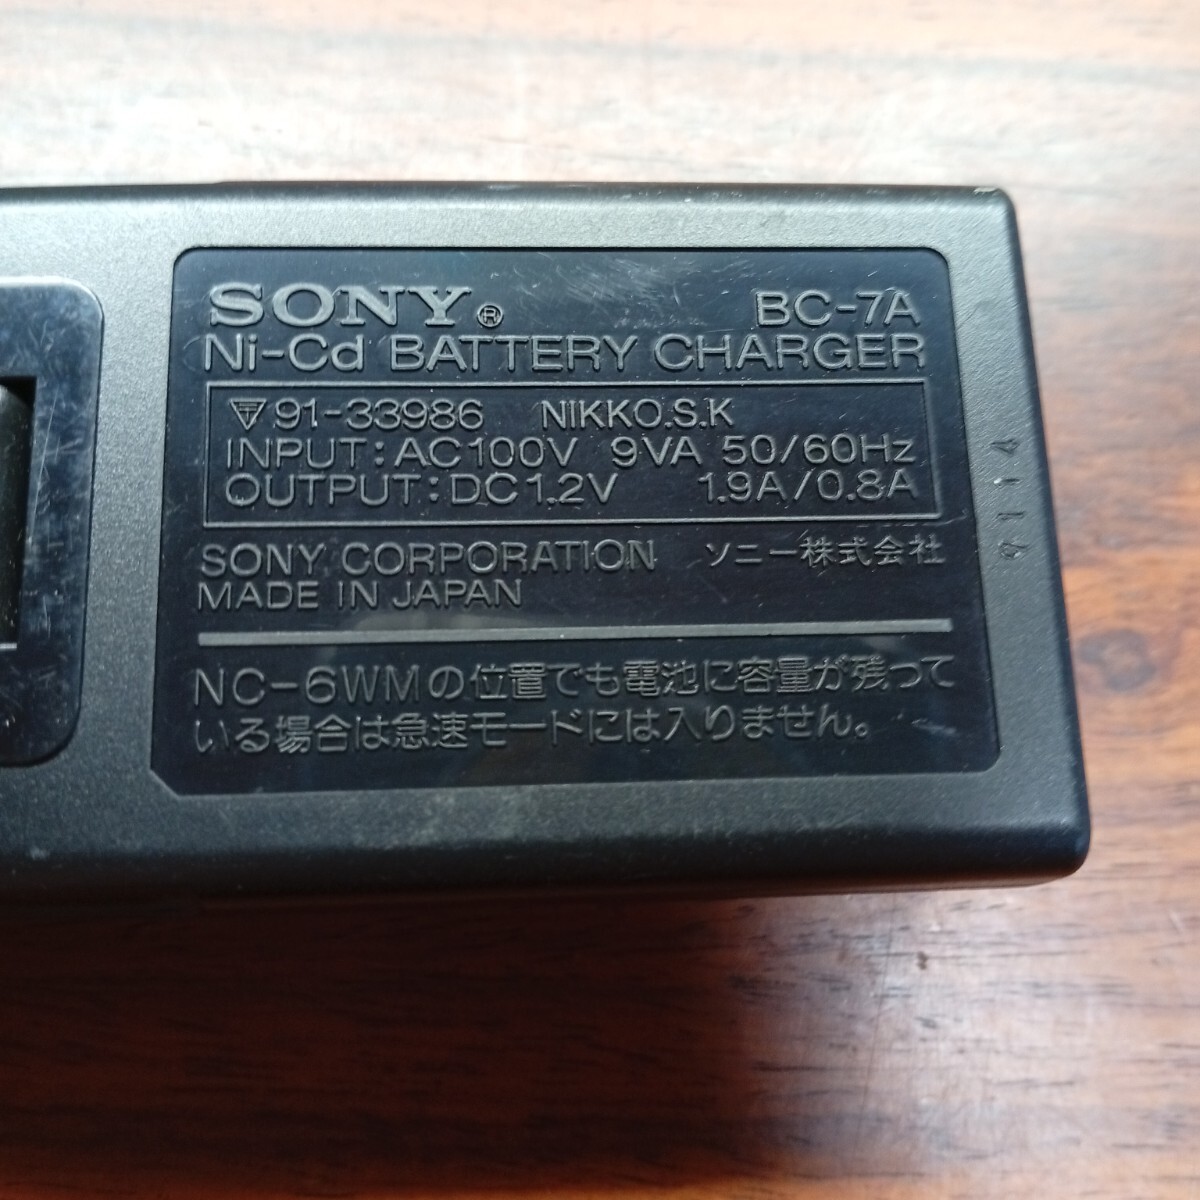 SONY® BC-7A
Ni-Cd BATTERY CHARGER
〒91-33986 NIKKO.S.K
INPUT:AC100V 9VA 50/60Hz
OUTPUT:DC1.2V 1.9A/0.8A
SONY CORPORATION ソニー株式会社
MADE IN JAPAN
NC-6WMの位置でも電池に容量が残って
いる場合は急速モードには入りません。
9114